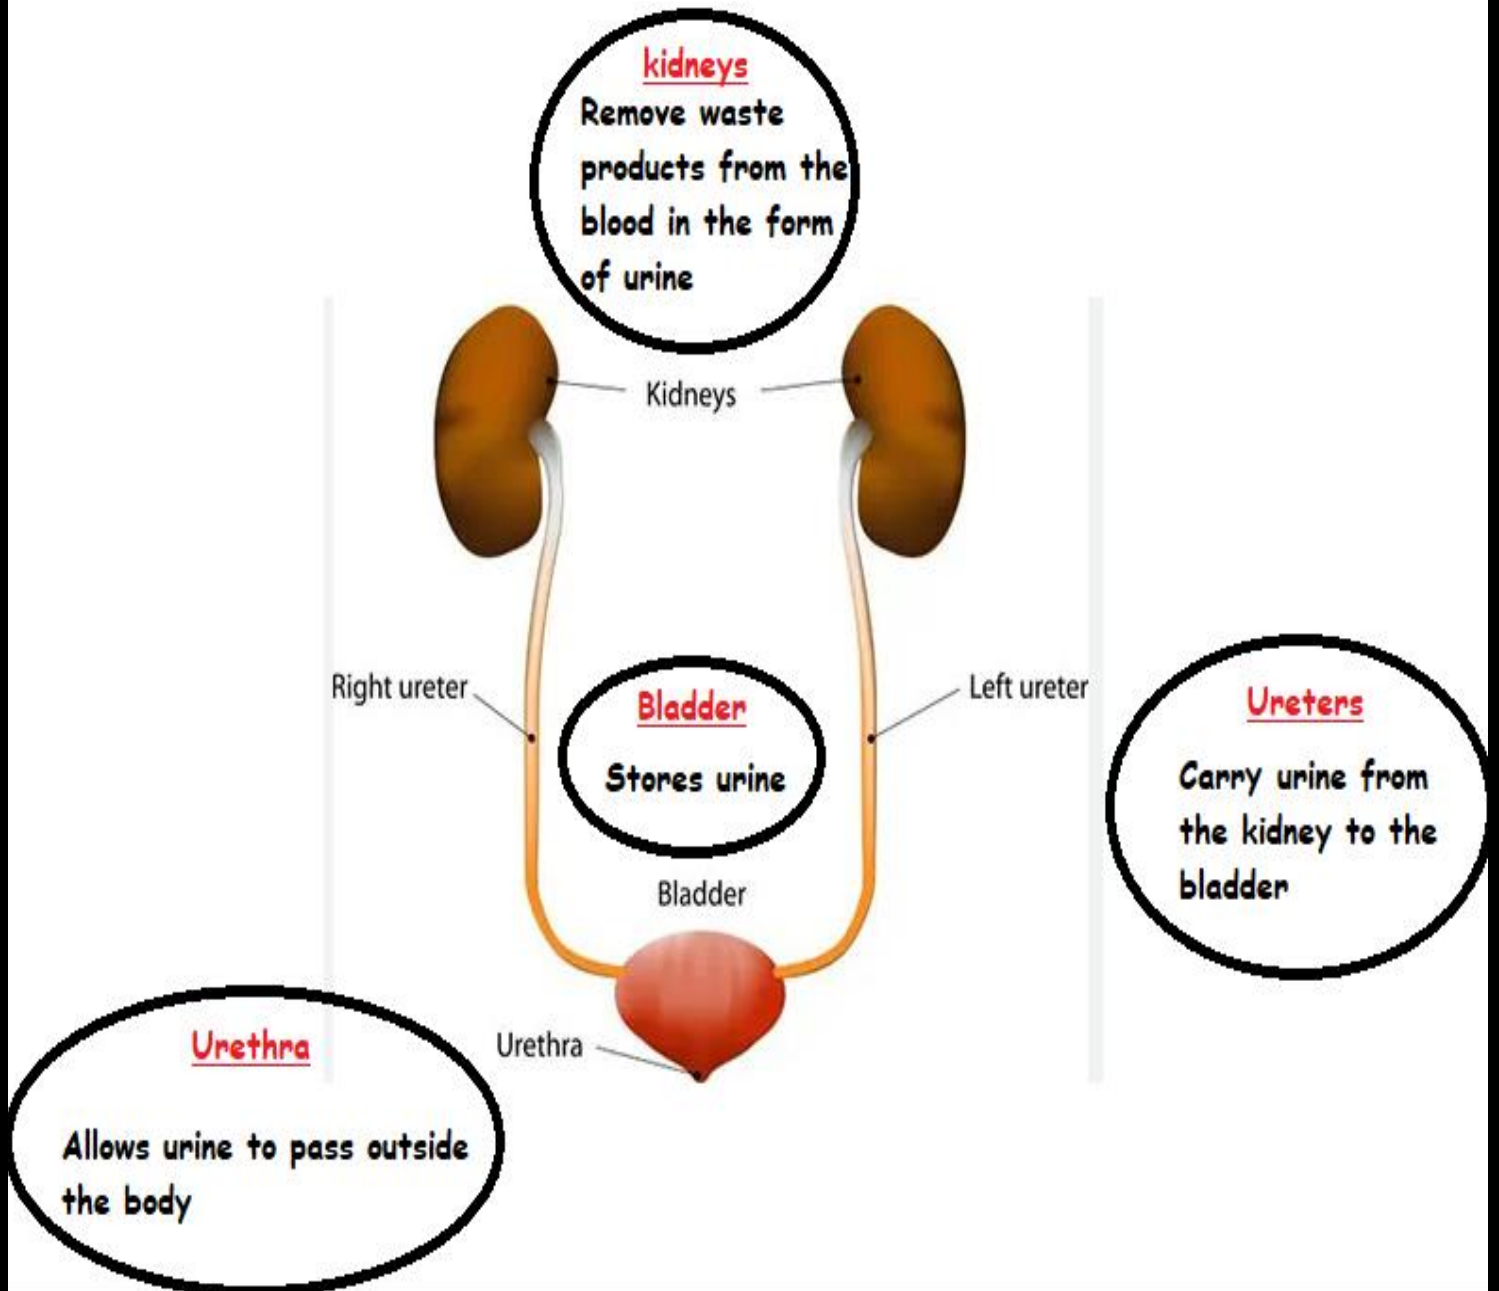 kidneys
Remove waste
products from the
blood in the form
of urine
Kidneys
Right ureter
Left ureter
Bladder
Stores urine
Ureters
Carry urine from
the kidney to the
bladder
Bladder
Urethra
Urethra
Allows urine to pass outside
the body